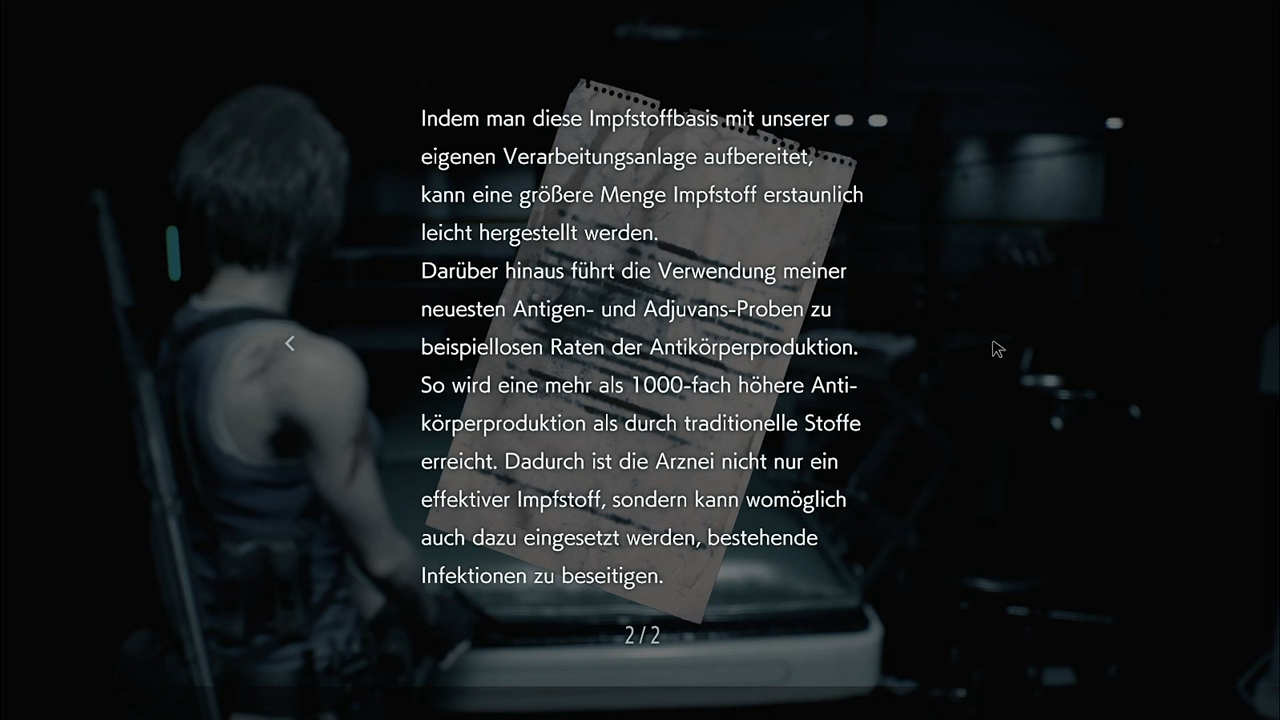 Indem man diese Impfstoffbasis mit unserer
eigenen Verarbeitungsanlage aufbereitet,
kann eine größere Menge Impfstoff erstaunlich
leicht hergestellt werden.
Darüber hinaus führt die Verwendung meiner
neuesten Antigen- und Adjuvans-Proben zu
beispiellosen Raten der Antikörperproduktion.
So wird eine mehr als 1000-fach höhere Anti-
körperproduktion als durch traditionelle Stoffe
erreicht. Dadurch ist die Arznei nicht nur ein
effektiver Impfstoff, sondern kann womöglich
auch dazu eingesetzt werden, bestehende
Infektionen zu beseitigen.
2/2